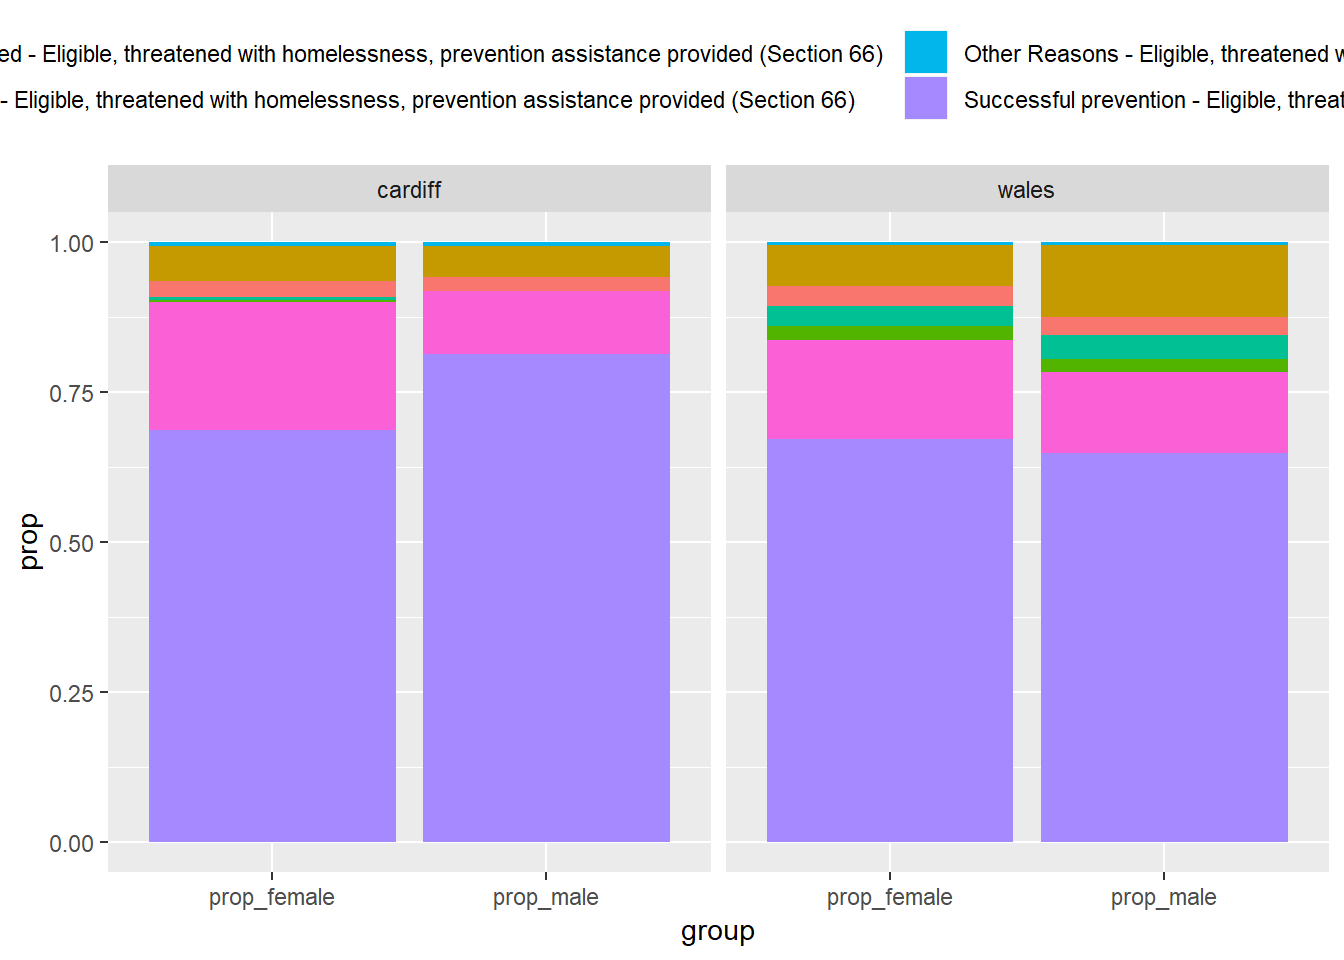 - Eligible, threatened with homelessness, prevention assistance provided (Section 66)
Other Reasons - Eligible, threatened
- Eligible, threatened with homelessness, prevention assistance provided (Section 66)
Successful prevention - Eligible,
cardiff
wales
1.00
0.75
0.50
0.25
0.00
prop
prop_female
prop_male
prop_female
prop_male
group